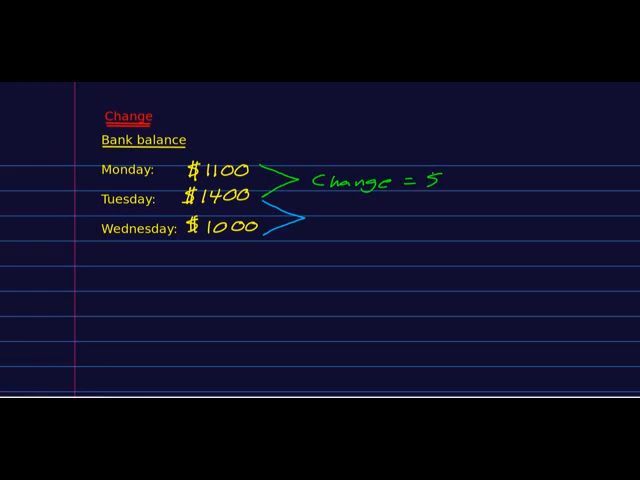 Change
Bank balance
Monday: $1100
Change = 5
Tuesday: $1400
Wednesday: $1000